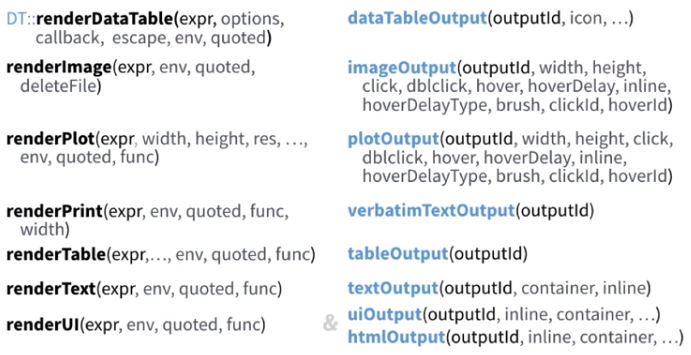 DT::renderDataTable(expr, options,
callback, escape, env, quoted)
dataTableOutput(outputId, icon, …)
renderImage(expr, env, quoted,
deleteFile)
imageOutput(outputId, width, height,
click, dblclick, hover, hoverDelay, inline,
hoverDelayType, brush, clickId, hoverId)
renderPlot(expr, width, height, res, …,
env, quoted, func)
plotOutput(outputId, width, height, click,
dblclick, hover, hoverDelay, inline,
hoverDelayType, brush, clickId, hoverId)
renderPrint(expr, env, quoted, func,
width)
verbatimTextOutput(outputId)
renderTable(expr,…, env, quoted, func)
tableOutput(outputId)
renderText(expr, env, quoted, func)
textOutput(outputId, container, inline)
renderUI(expr, env, quoted, func)
& uiOutput(outputId, inline, container, …)
htmlOutput(outputId, inline, container, …)